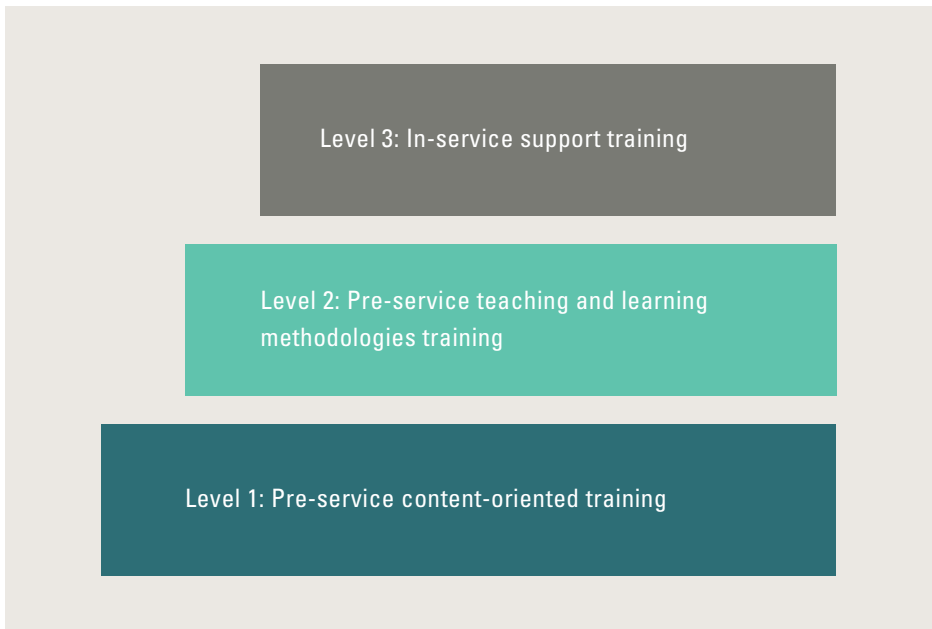 Level 3: In-service support training
Level 2: Pre-service teaching and learning
methodologies training
Level 1: Pre-service content-oriented training